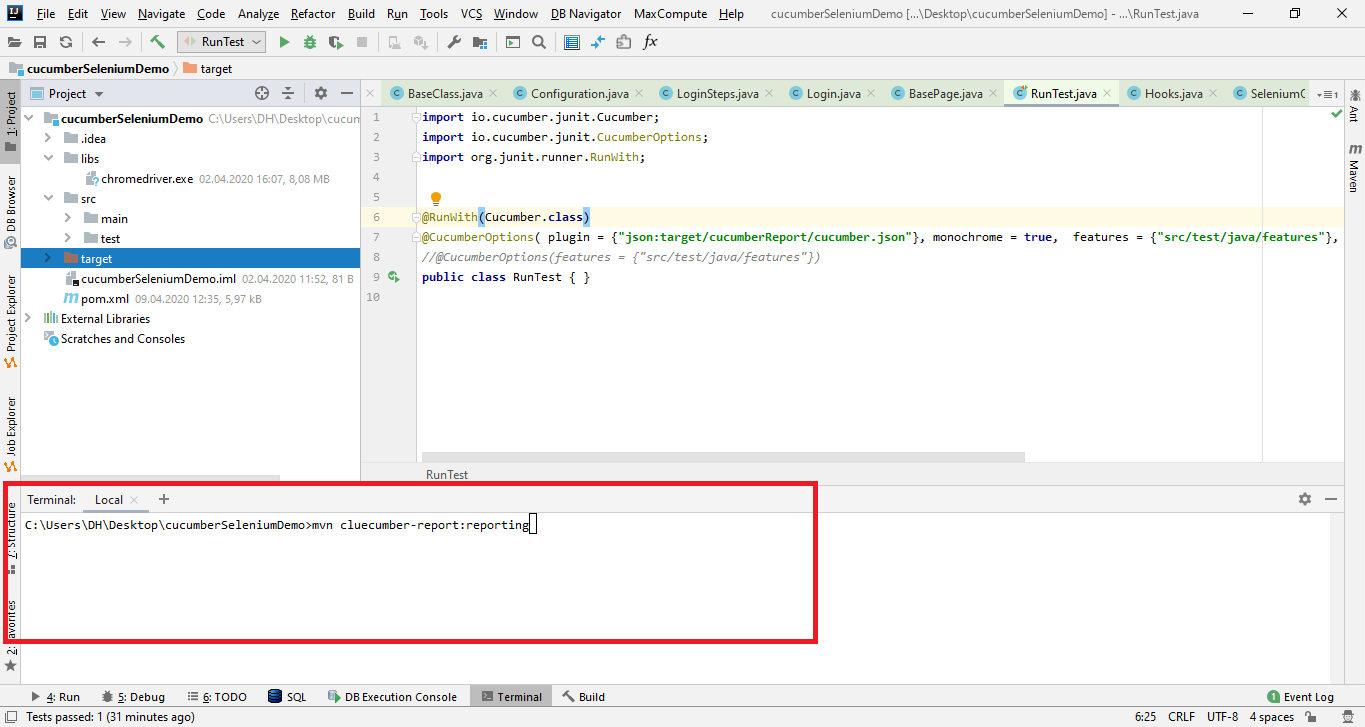 File Edit View Navigate Code Analyze Refactor Build Run Tools VCS Window DB Navigator MaxCompute Help cucumberSeleniumDemo [...\Desktop\cucumberSeleniumDemo] - ...\RunTest.java
RunTest
cucumberSeleniumDemo target
1: Project
DB Browser
Project Explorer
Job Explorer
7: Structure
2: Favorites
Project
cucumberSeleniumDemo C:\Users\DH\Desktop\cucum
.idea
libs
chromedriver.exe 02.04.2020 16:07, 8,08 MB
src
main
test
target
cucumberSeleniumDemo.iml 02.04.2020 11:52, 81 B
pom.xml 09.04.2020 12:35, 5,97 kB
External Libraries
Scratches and Consoles
BaseClass.java Configuration.java LoginSteps.java Login.java BasePage.java RunTest.java Hooks.java SeleniumC
1 import io.cucumber.junit.Cucumber;
2 import io.cucumber.junit.CucumberOptions;
3 import org.junit.runner.RunWith;
4
5
6 @RunWith(Cucumber.class)
7 @CucumberOptions( plugin = {"json:target/cucumberReport/cucumber.json"}, monochrome = true, features = {"src/test/java/features"},
8 //@CucumberOptions(features = {"src/test/java/features"})
9 public class RunTest { }
10
RunTest
Ant
Maven
Terminal: Local
C:\Users\DH\Desktop\cucumberSeleniumDemo>mvn cluecumber-report:reporting
4: Run 5: Debug 6: TODO SQL DB Execution Console Terminal Build 1 Event Log
Tests passed: 1 (31 minutes ago) 6:25 CRLF UTF-8 4 spaces